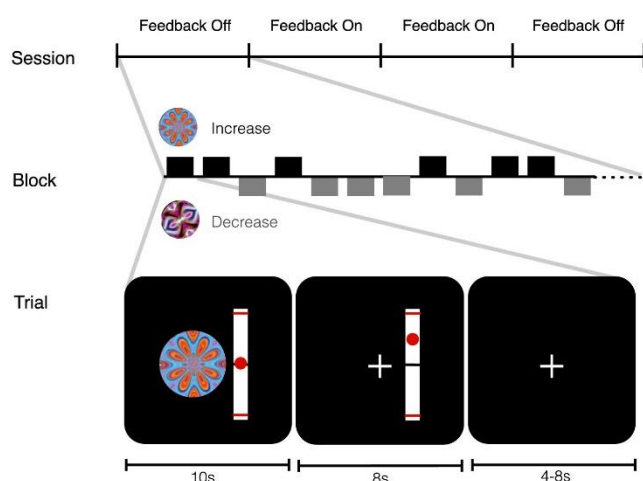 Feedback Off Feedback On Feedback On Feedback Off
Session
Increase
Block
Decrease
Trial
10s 8s 4-8s